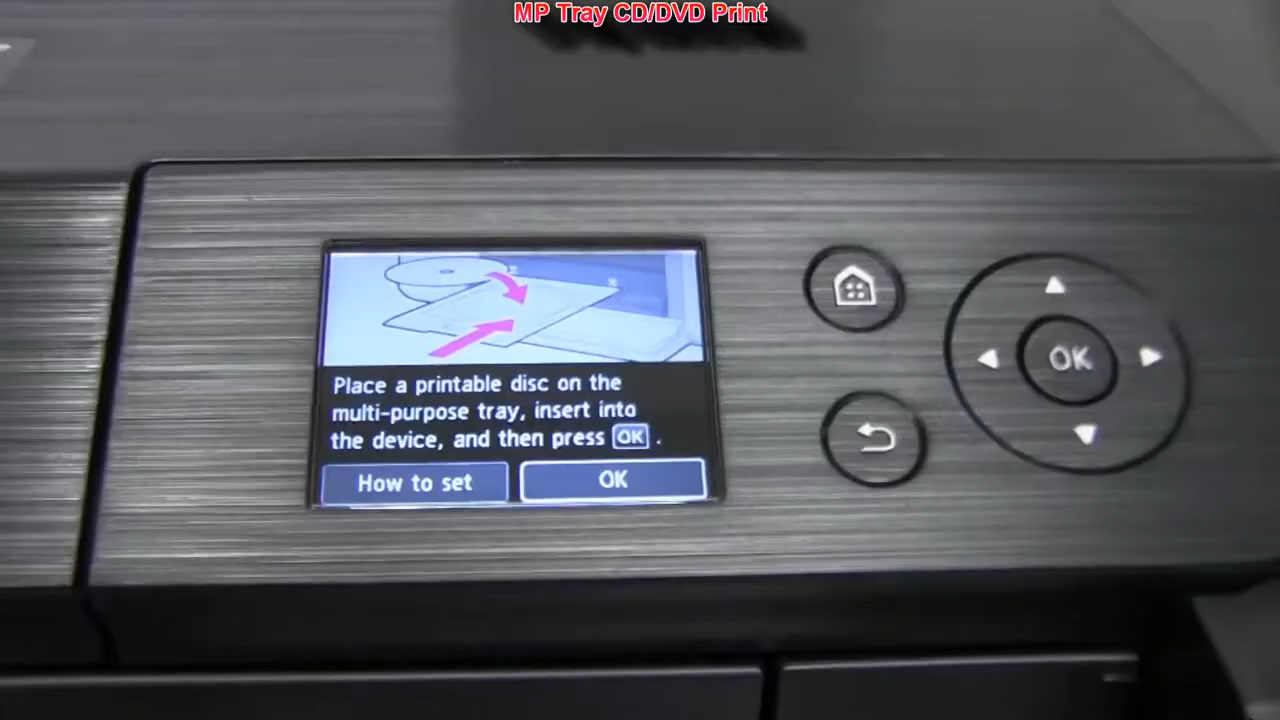 MP Tray CD/DVD Print
Place a printable disc on the
multi-purpose tray, insert into
the device, and then press OK .
How to set
OK
OK